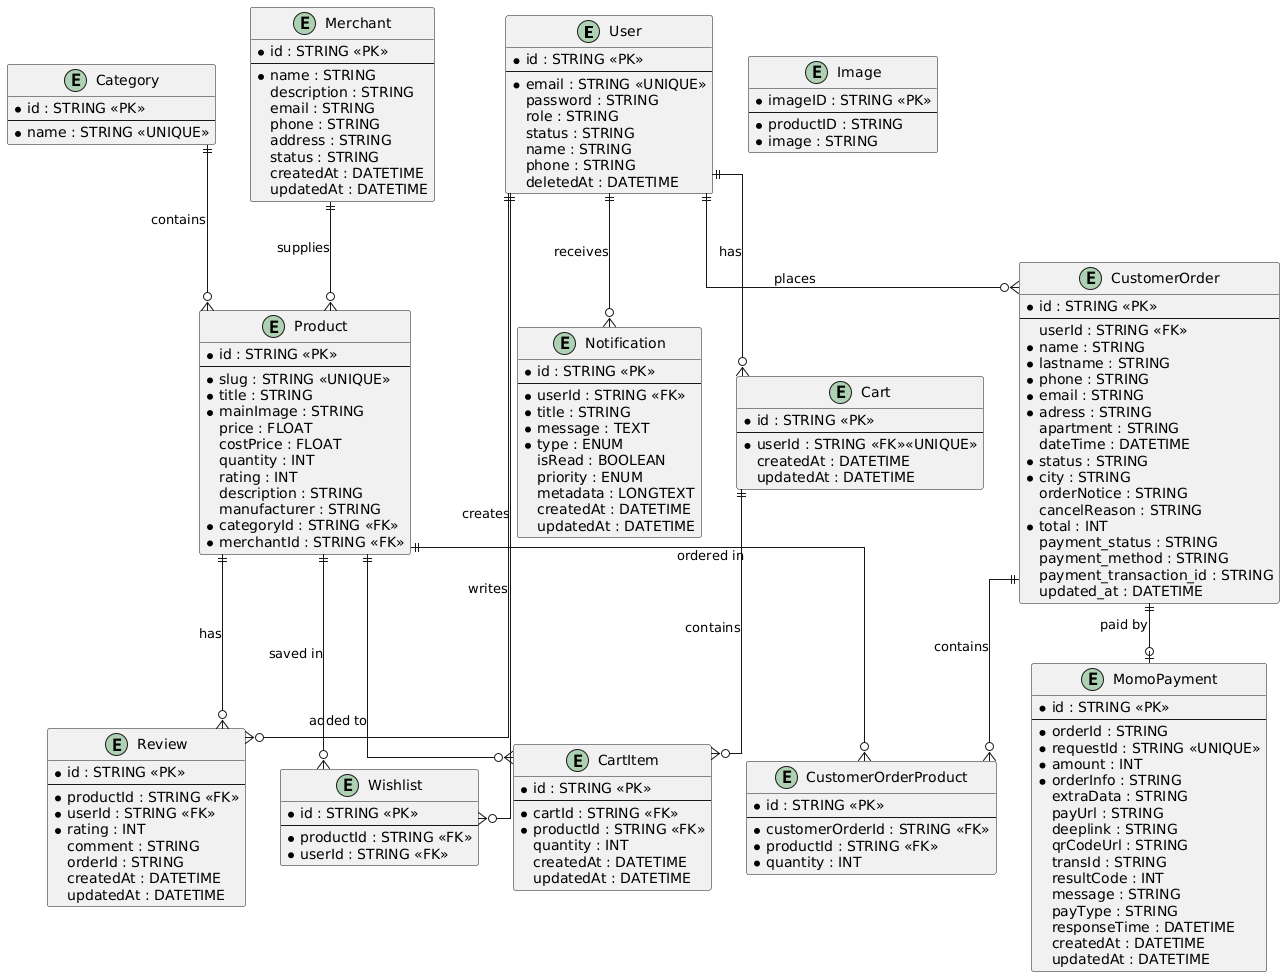 E Merchant
* id : STRING «PK»
* name : STRING
description : STRING
email : STRING
phone : STRING
address : STRING
status : STRING
createdAt : DATETIME
updatedAt : DATETIME
E User
* id : STRING «PK»
* email : STRING «UNIQUE»
password : STRING
role : STRING
status : STRING
name : STRING
phone : STRING
deletedAt : DATETIME
E Image
* imageID : STRING «PK»
* productID : STRING
* image : STRING
E Category
* id : STRING «PK»
* name : STRING «UNIQUE»
contains
supplies
receives
has
places
E Product
* id : STRING «PK»
* slug : STRING «UNIQUE»
* title : STRING
* mainImage : STRING
price : FLOAT
costPrice : FLOAT
quantity : INT
rating : INT
description : STRING
manufacturer : STRING
* categoryId : STRING «FK»
* merchantId : STRING «FK»
E Notification
* id : STRING «PK»
* userId : STRING «FK»
* title : STRING
* message : TEXT
* type : ENUM
isRead : BOOLEAN
priority : ENUM
metadata : LONGTEXT
createdAt : DATETIME
updatedAt : DATETIME
E Cart
* id : STRING «PK»
* userId : STRING «FK»«UNIQUE»
createdAt : DATETIME
updatedAt : DATETIME
E CustomerOrder
* id : STRING «PK»
userId : STRING «FK»
* name : STRING
* lastname : STRING
* phone : STRING
* email : STRING
* adress : STRING
apartment : STRING
dateTime : DATETIME
* status : STRING
* city : STRING
orderNotice : STRING
cancelReason : STRING
* total : INT
payment_status : STRING
payment_method : STRING
payment_transaction_id : STRING
updated_at : DATETIME
creates
ordered in
writes
has
saved in
contains
contains
paid by
added to
E Review
* id : STRING «PK»
* productId : STRING «FK»
* userId : STRING «FK»
* rating : INT
comment : STRING
orderId : STRING
createdAt : DATETIME
updatedAt : DATETIME
E Wishlist
* id : STRING «PK»
* productId : STRING «FK»
* userId : STRING «FK»
E CartItem
* id : STRING «PK»
* cartId : STRING «FK»
* productId : STRING «FK»
quantity : INT
createdAt : DATETIME
updatedAt : DATETIME
E CustomerOrderProduct
* id : STRING «PK»
* customerOrderId : STRING «FK»
* productId : STRING «FK»
* quantity : INT
E MomoPayment
* id : STRING «PK»
* orderId : STRING
* requestId : STRING «UNIQUE»
* amount : INT
* orderInfo : STRING
extraData : STRING
payUrl : STRING
deeplink : STRING
qrCodeUrl : STRING
transId : STRING
resultCode : INT
message : STRING
payType : STRING
responseTime : DATETIME
createdAt : DATETIME
updatedAt : DATETIME